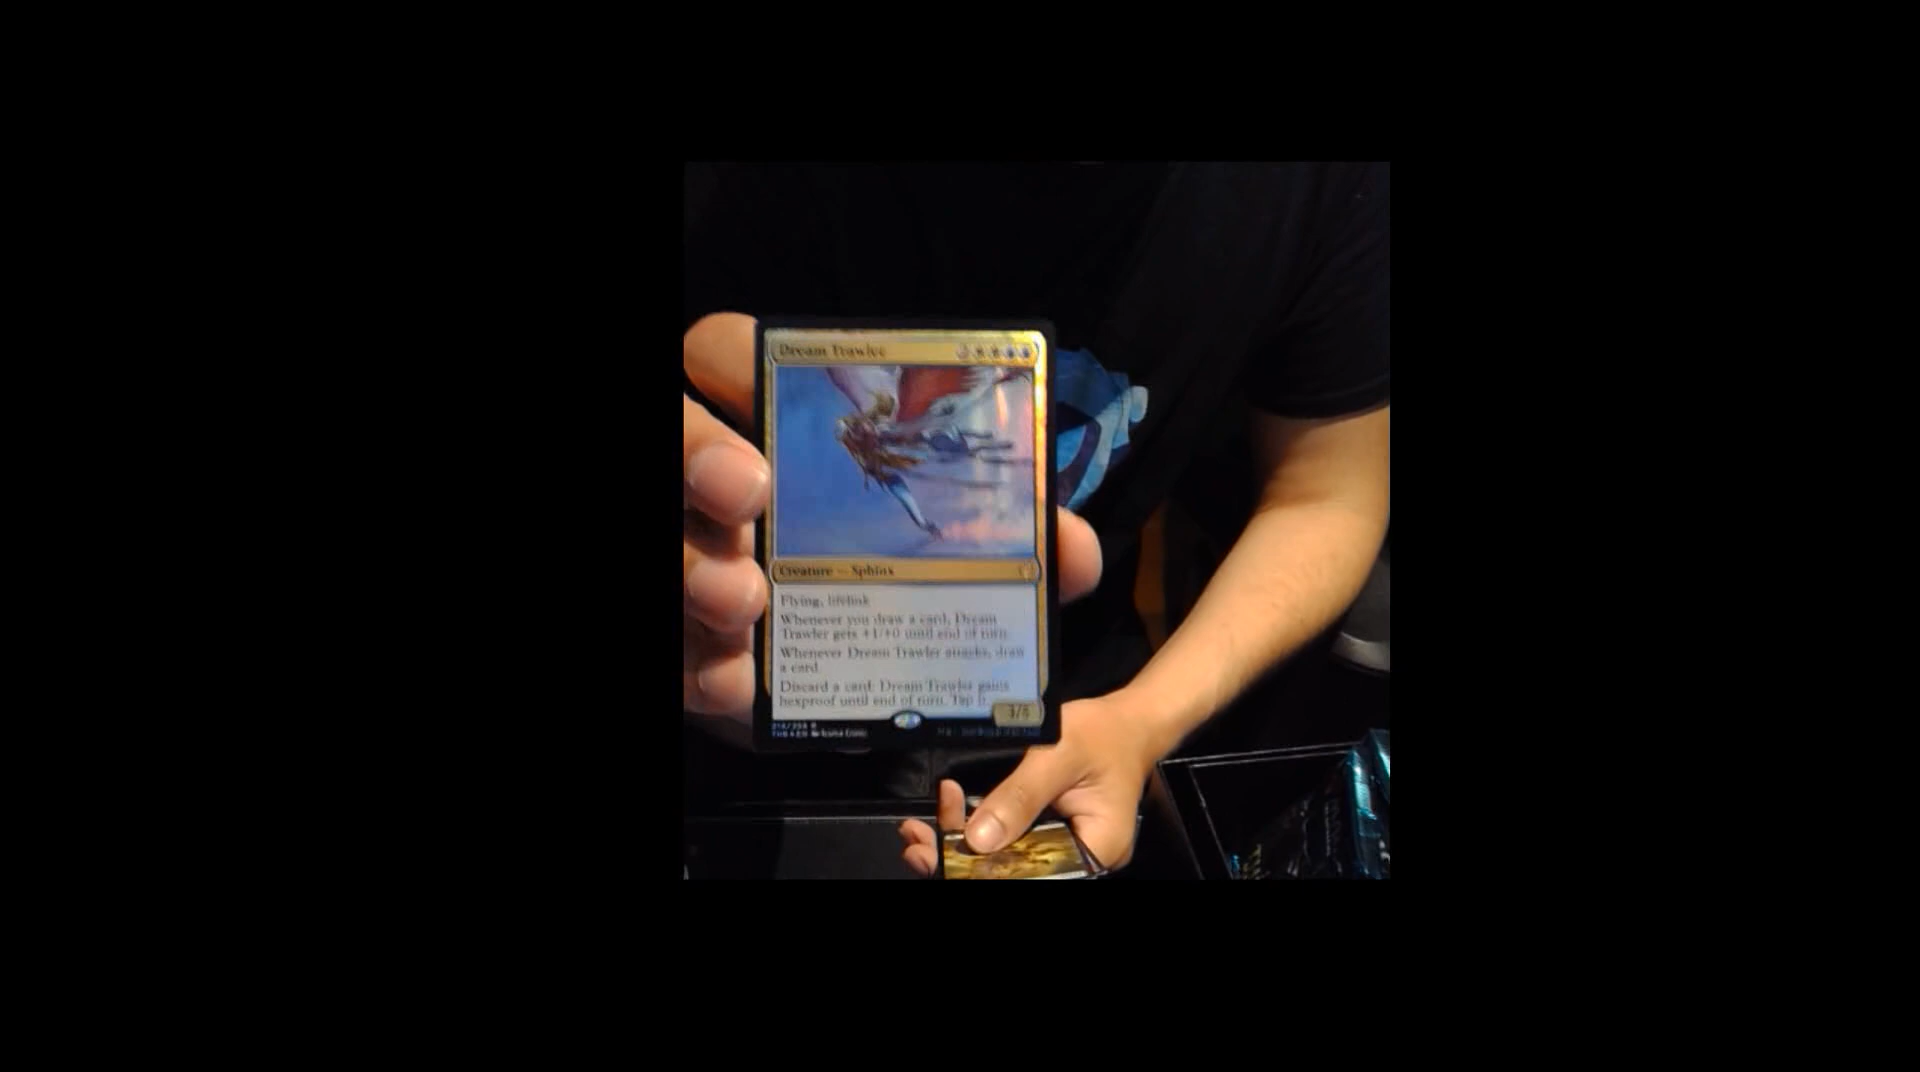 Dream Trawler
Creature — Sphinx
Flying, lifelink
Whenever you draw a card, Dream
Trawler gets +1/+0 until end of turn.
Whenever Dream Trawler attacks, draw
a card.
Discard a card: Dream Trawler gains
hexproof until end of turn. Tap it.
3/5
THB • EN